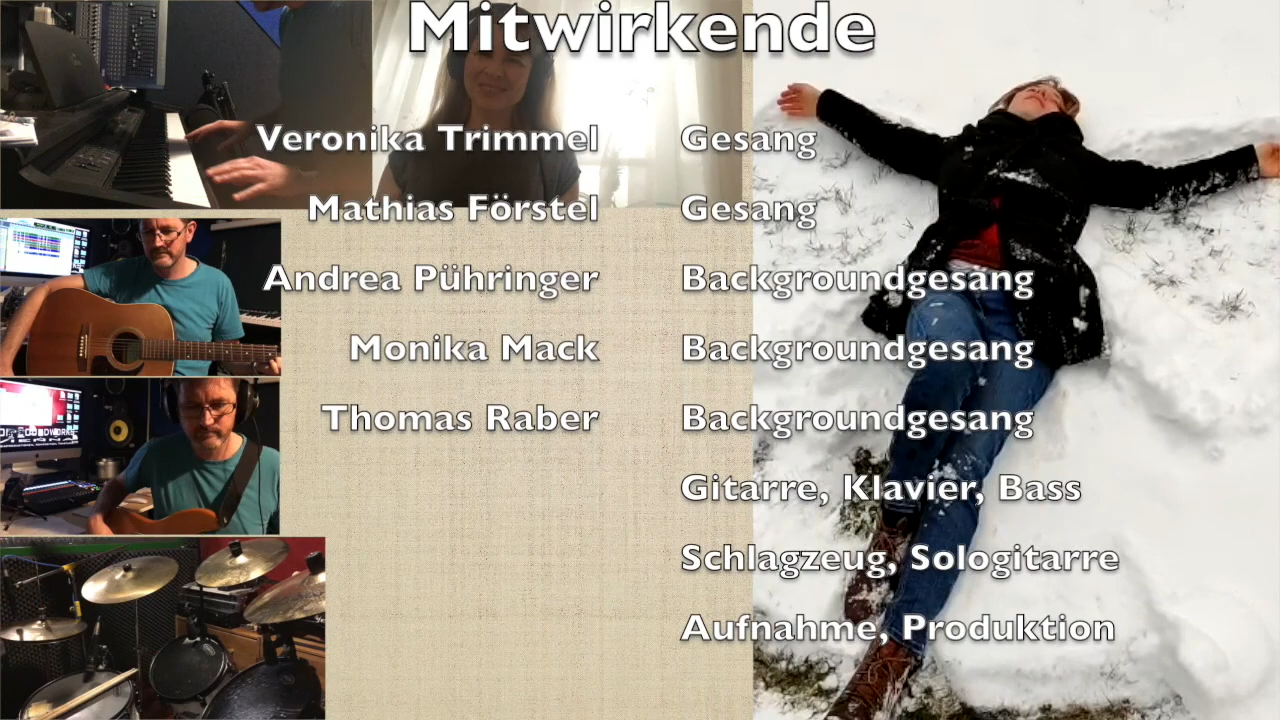 Mitwirkende
Veronika Trimmel Gesang
Mathias Förstel Gesang
Andrea Pühringer Backgroundgesang
Monika Mack Backgroundgesang
Thomas Raber Backgroundgesang
Gitarre, Klavier, Bass
Schlagzeug, Sologitarre
Aufnahme, Produktion
VIENNA